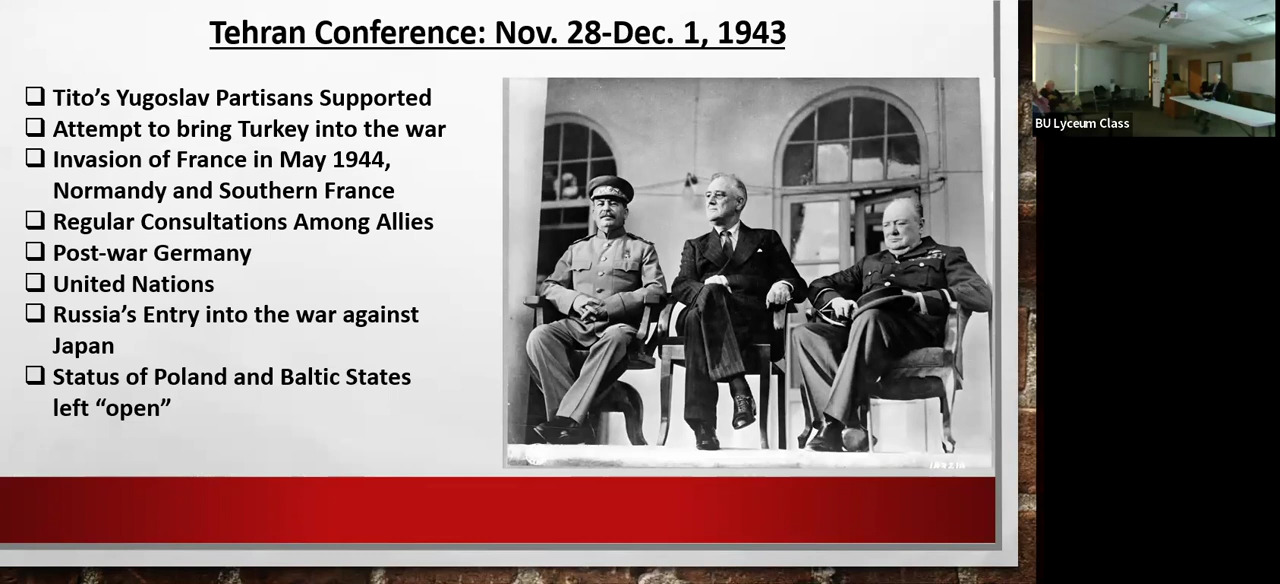 Tehran Conference: Nov. 28-Dec. 1, 1943
❑ Tito’s Yugoslav Partisans Supported
❑ Attempt to bring Turkey into the war
❑ Invasion of France in May 1944,
Normandy and Southern France
❑ Regular Consultations Among Allies
❑ Post-war Germany
❑ United Nations
❑ Russia’s Entry into the war against
Japan
❑ Status of Poland and Baltic States
left “open”
BU Lyceum Class